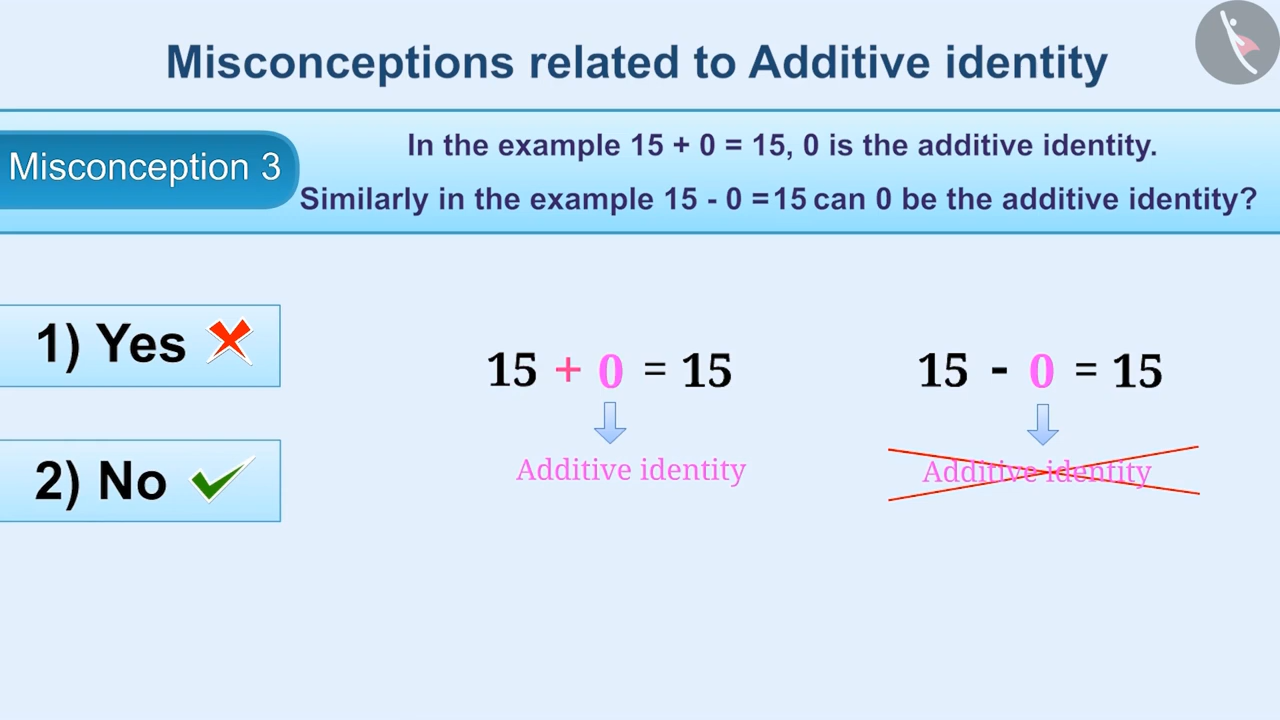 Misconceptions related to Additive identity
Misconception 3
In the example 15 + 0 = 15, 0 is the additive identity.
Similarly in the example 15 - 0 =15 can 0 be the additive identity?
1) Yes
15 + 0 = 15
15 - 0 = 15
Additive identity
Additive identity
2) No